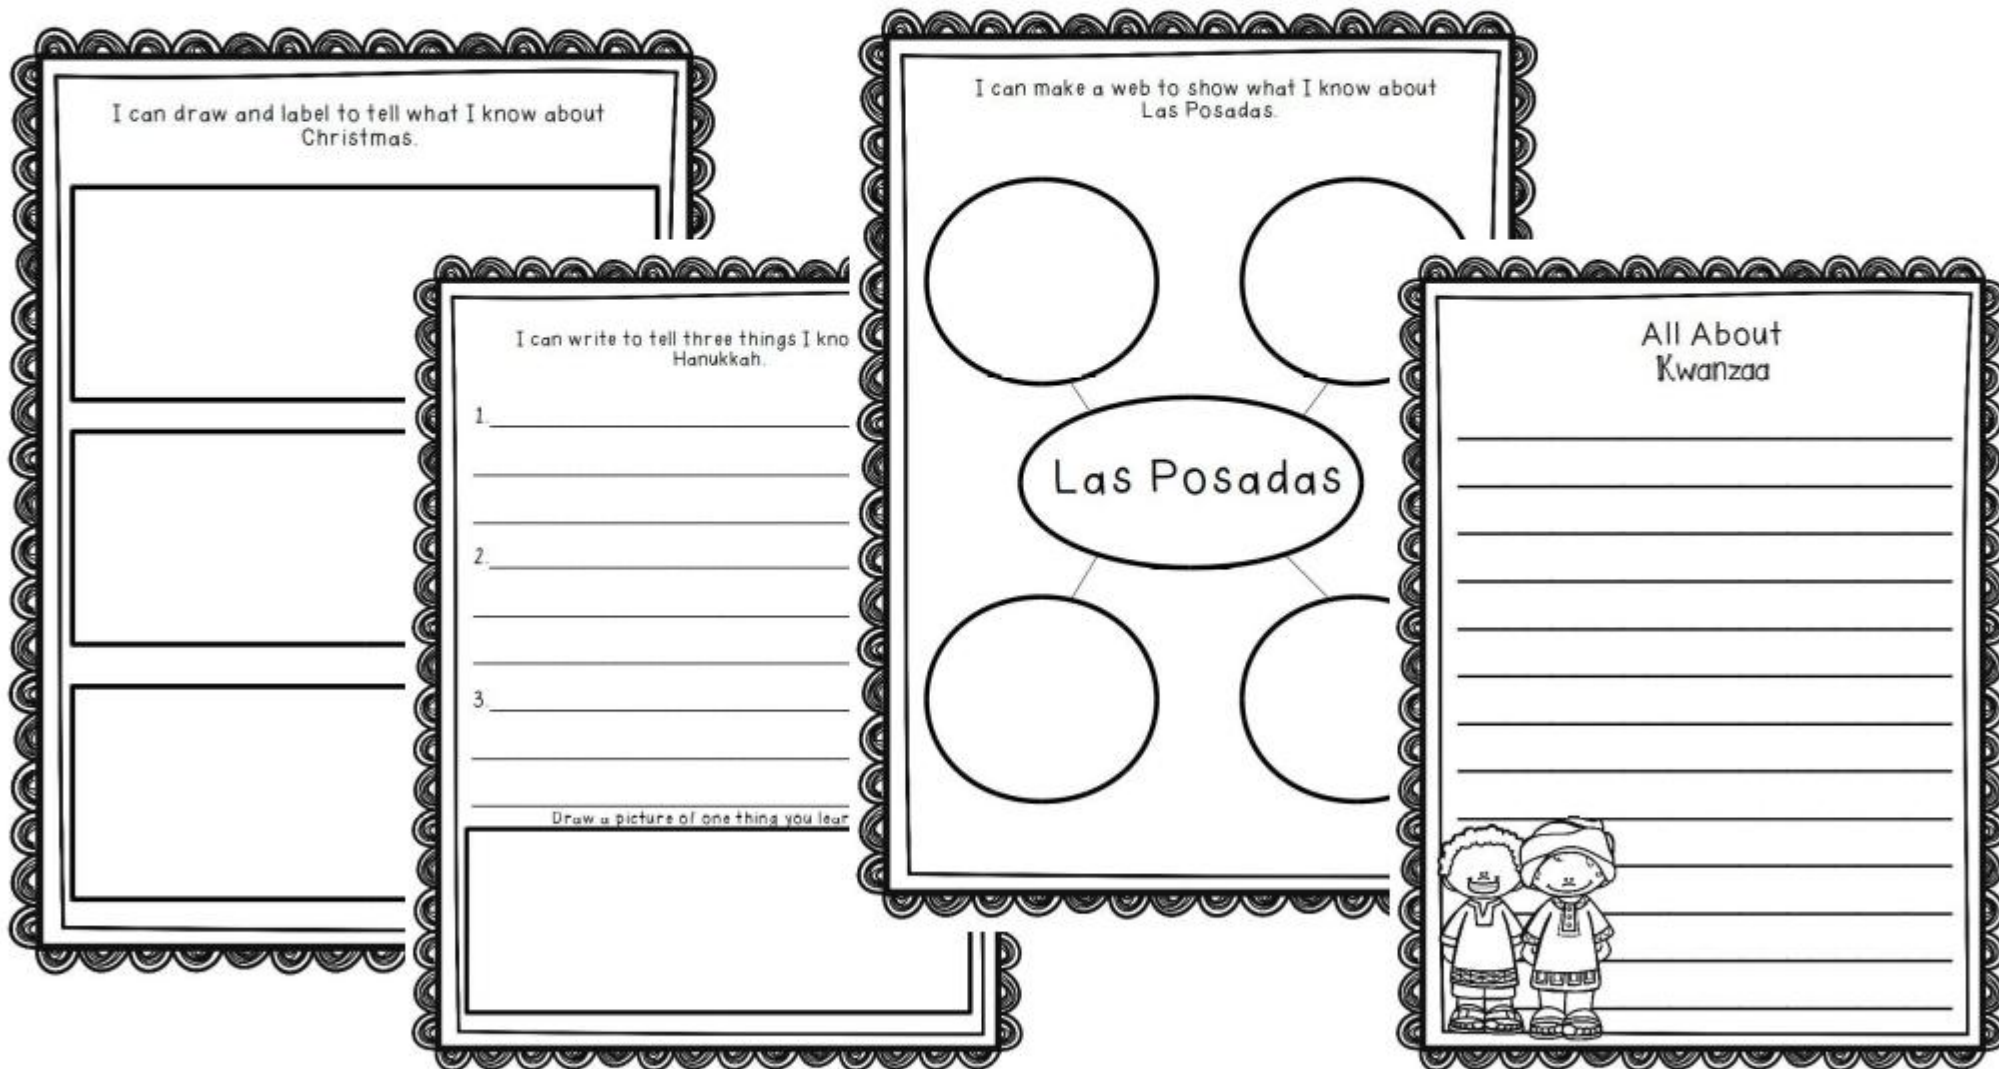 I can draw and label to tell what I know about
Christmas.
I can write to tell three things I
Hanukkah.
1.
2.
3.
Draw a picture of one thing you
I can make a web to show what I know about
Las Posadas.
Las Posadas
All About
Kwanzaa